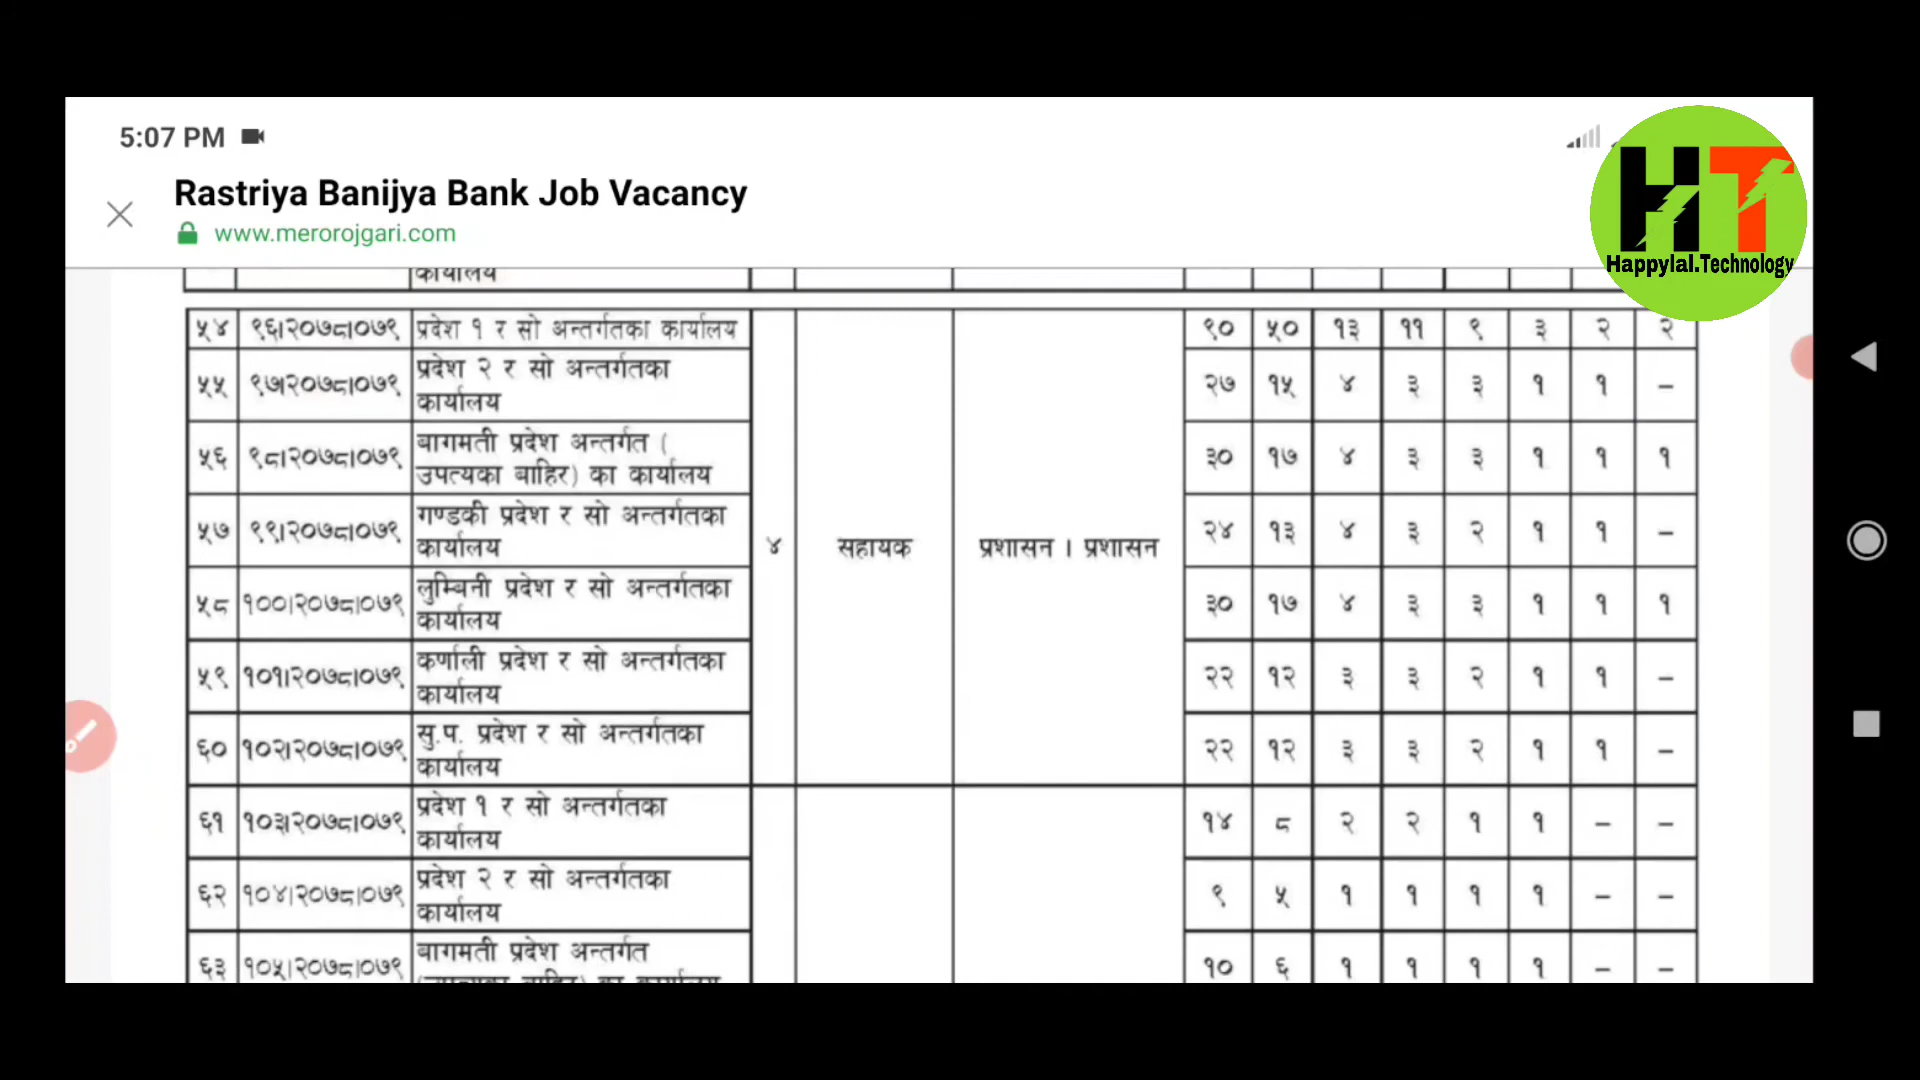 5:07 PM
Rastriya Banijya Bank Job Vacancy
www.merorojgari.com
HT
Happylal.Technology
कार्यालय
५४ ९६।२०७८।०७९ प्रदेश १ र सो अन्तर्गतका कार्यालय ९० ५० १३ ११ ९ ३ २ २
५५ ९७।२०७८।०७९ प्रदेश २ र सो अन्तर्गतका
कार्यालय २७ १५ ४ ३ ३ १ १ –
५६ ९८।२०७८।०७९ बागमती प्रदेश अन्तर्गत (
उपत्यका बाहिर) का कार्यालय ३० १७ ४ ३ ३ १ १ १
५७ ९९।२०७८।०७९ गण्डकी प्रदेश र सो अन्तर्गतका
कार्यालय २४ १३ ४ ३ २ १ १ –
४ सहायक प्रशासन । प्रशासन
५८ १००।२०७८।०७९ लुम्बिनी प्रदेश र सो अन्तर्गतका
कार्यालय ३० १७ ४ ३ ३ १ १ १
५९ १०१।२०७८।०७९ कर्णाली प्रदेश र सो अन्तर्गतका
कार्यालय २२ १२ ३ ३ २ १ १ –
६० १०२।२०७८।०७९ सु.प. प्रदेश र सो अन्तर्गतका
कार्यालय २२ १२ ३ ३ २ १ १ –
६१ १०३।२०७८।०७९ प्रदेश १ र सो अन्तर्गतका
कार्यालय १४ ८ २ २ १ १ – –
६२ १०४।२०७८।०७९ प्रदेश २ र सो अन्तर्गतका
कार्यालय ९ ५ १ १ १ १ – –
६३ १०५।२०७८।०७९ बागमती प्रदेश अन्तर्गत १० ६ १ १ १ १ – –